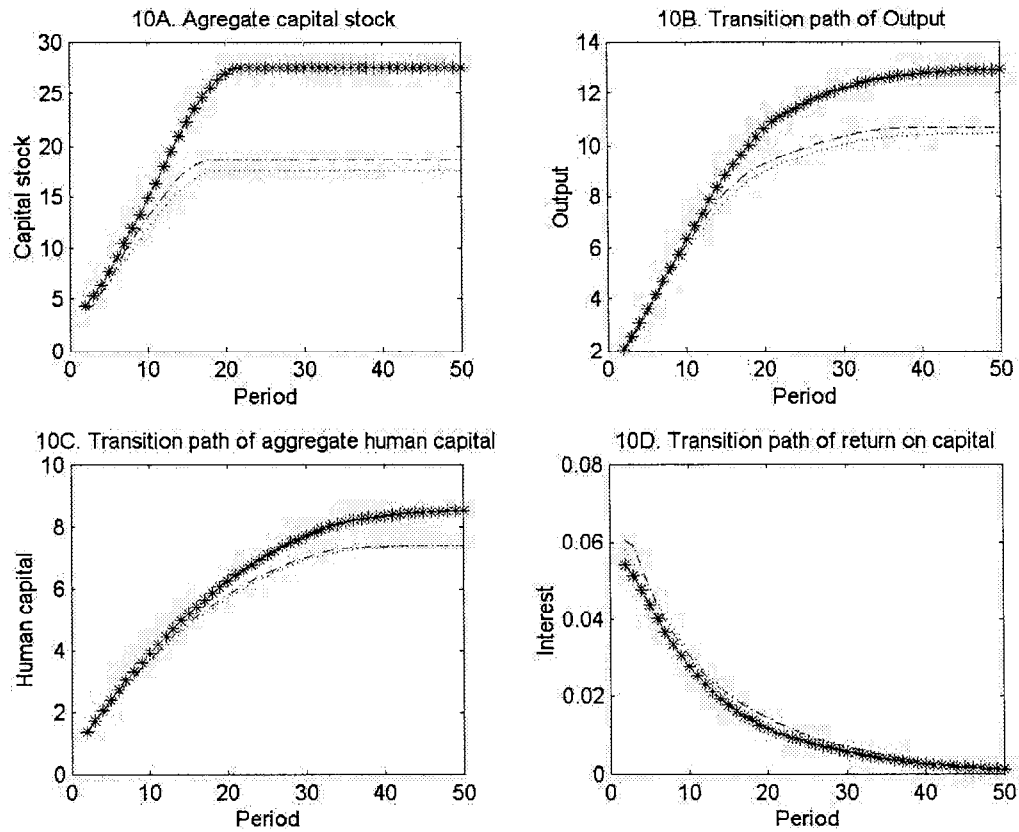 10A. Agregate capital stock
30
25
20
15
10
5
0
Capital stock
0 10 20 30 40 50
Period
10B. Transition path of Output
14
12
10
8
6
4
2
Output
0 10 20 30 40 50
Period
10C. Transition path of aggregate human capital
10
8
6
4
2
0
Human capital
0 10 20 30 40 50
Period
10D. Transition path of return on capital
0.08
0.06
0.04
0.02
0
Interest
0 10 20 30 40 50
Period